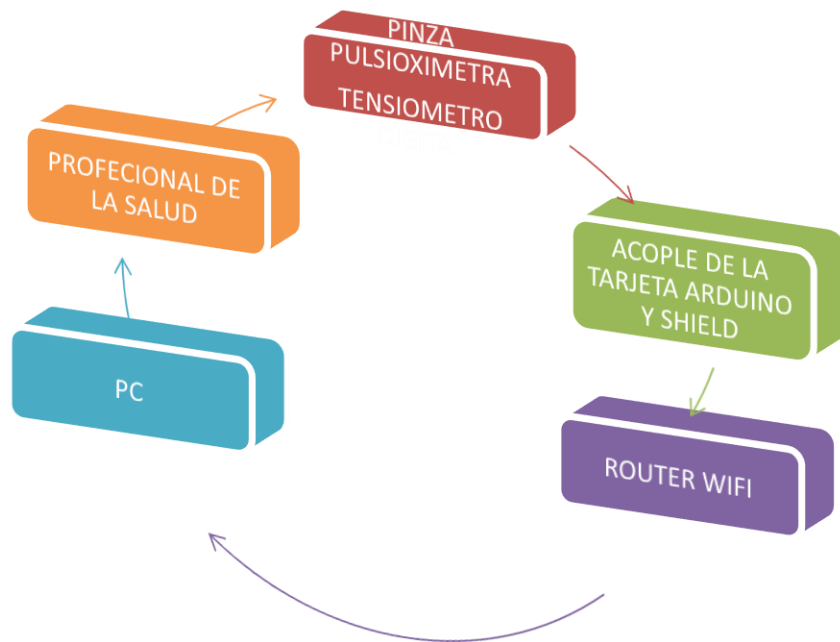 PINZA
PULSIOXIMETRA
TENSIOMETRO
ACOPLE DE LA
TARJETA ARDUINO
Y SHIELD
ROUTER WIFI
PC
PROFECIONAL DE
LA SALUD